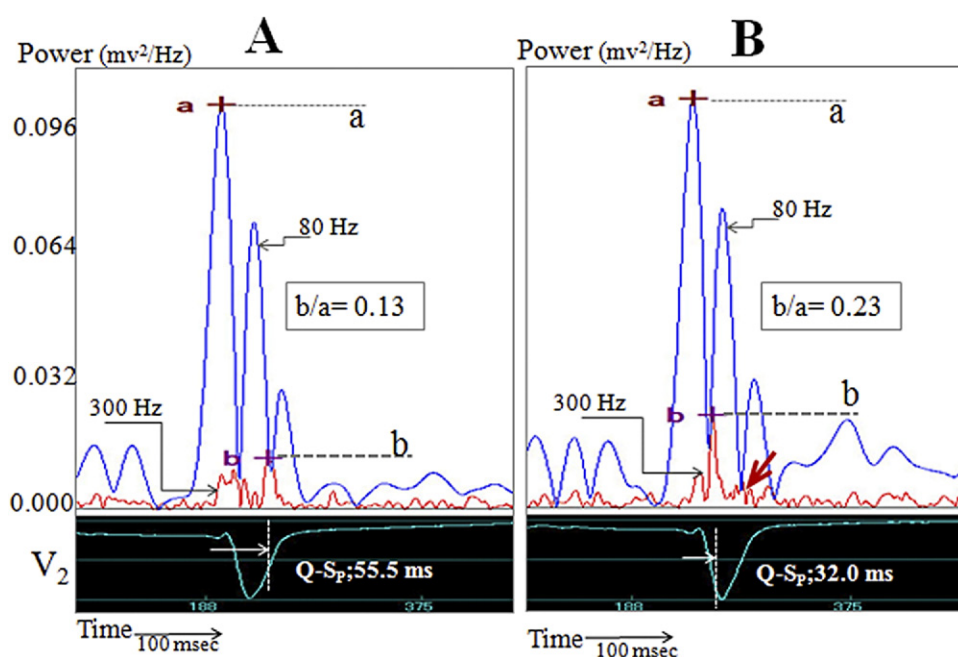 A
Power (mv²/Hz)
a
a
0.096
80 Hz
0.064
b/a= 0.13
0.032
300 Hz
b
b
0.000
V₂
Q-Sₚ;55.5 ms
188
375
Time
100 msec
B
Power (mv²/Hz)
a
a
80 Hz
b/a= 0.23
300 Hz
b
b
Q-Sₚ;32.0 ms
188
375
Time
100 msec